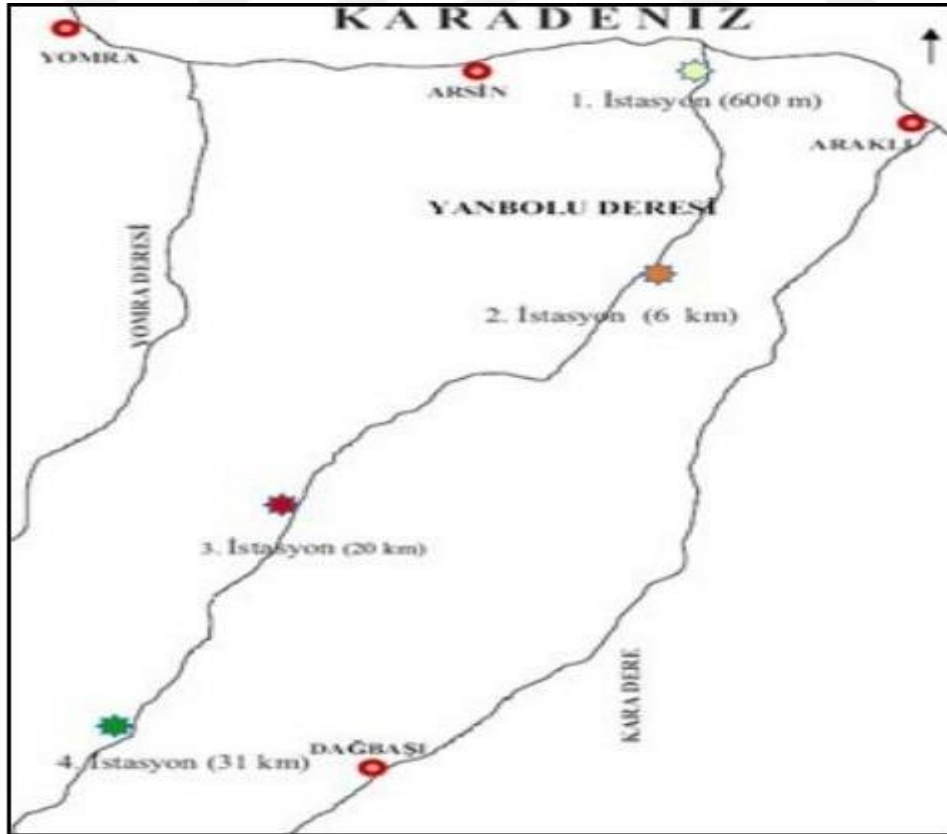 KARADENİZ
YOMRA
ARSİN
1. İstasyon (600 m)
ARAKLI
YANBOLU DERESİ
YOMRA DERESİ
2. İstasyon (6 km)
3. İstasyon (20 km)
KARA DERE
DAĞBAŞI
4. İstasyon (31 km)